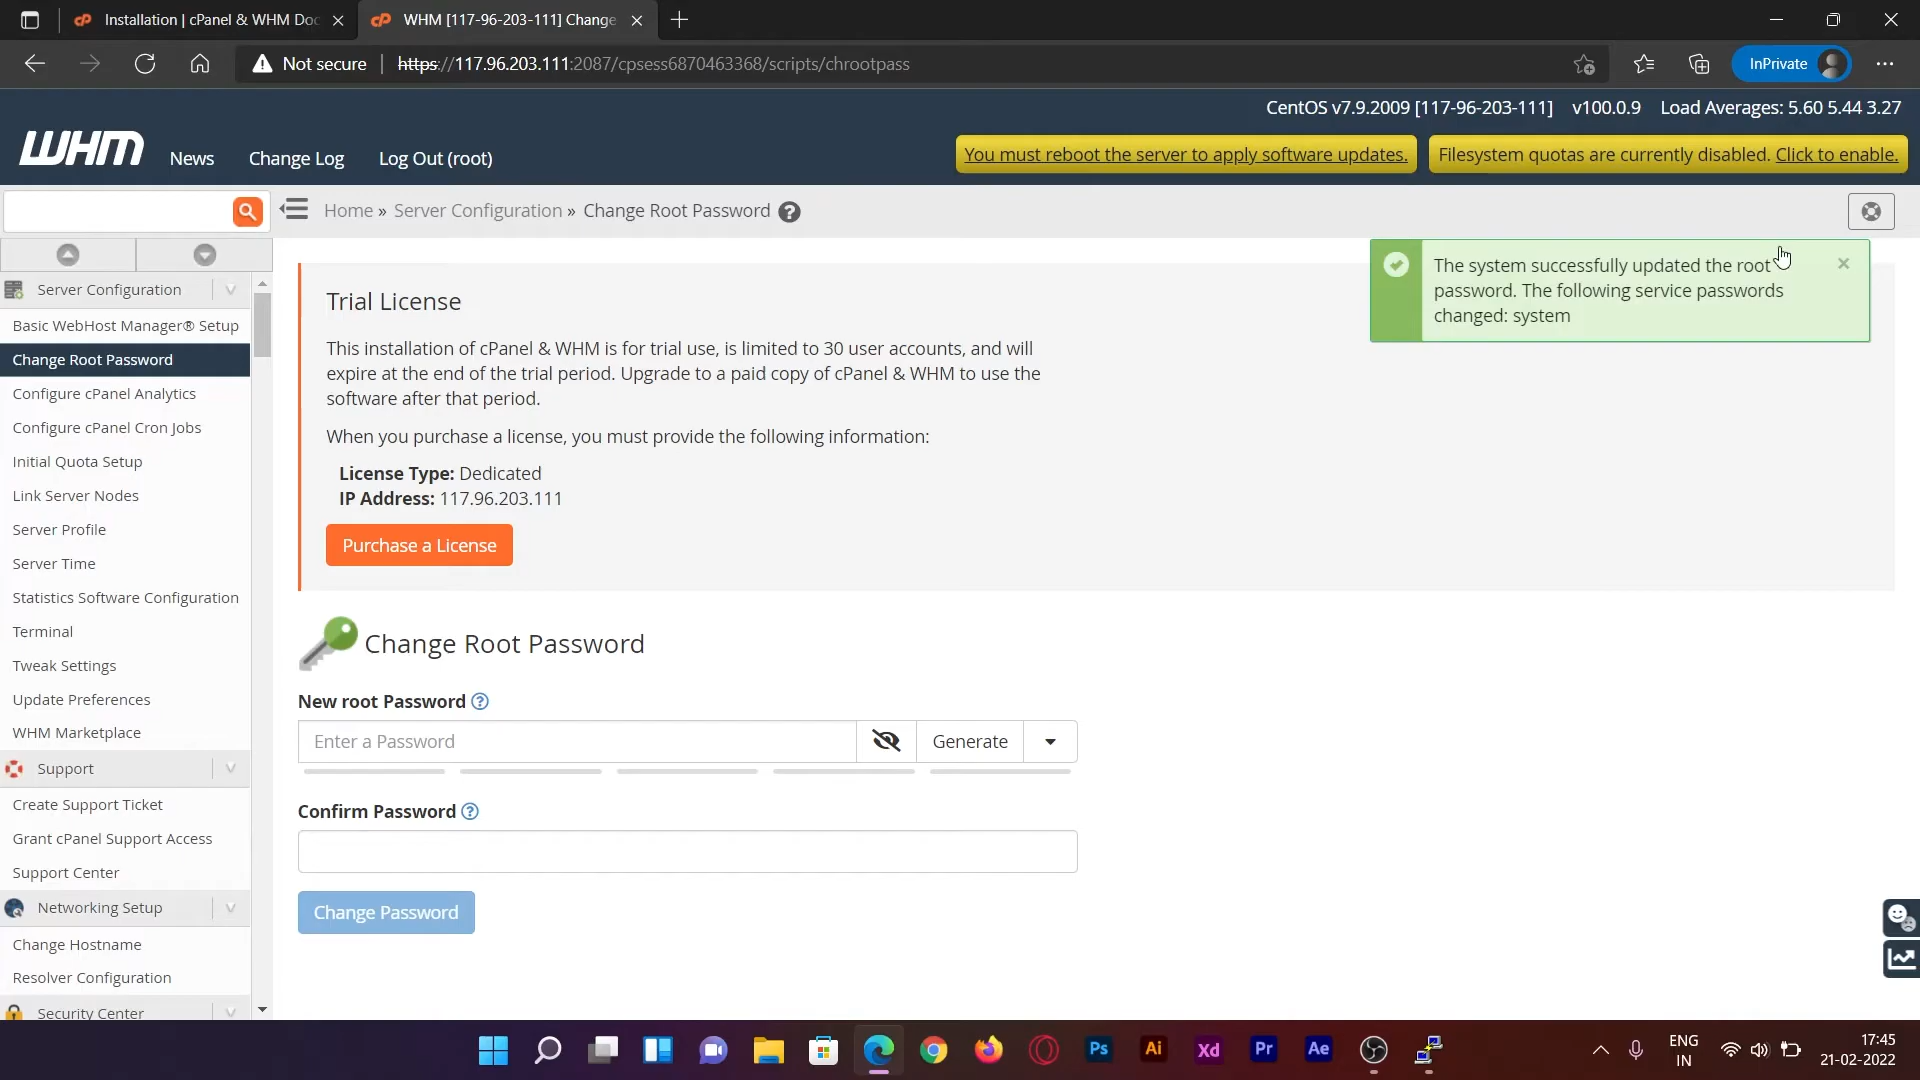 Installation | cPanel & WHM Doc
WHM [117-96-203-111] Change
Not secure
https://117.96.203.111:2087/cpsess6870463368/scripts/chrootpass
InPrivate
CentOS v7.9.2009 [117-96-203-111] v100.0.9 Load Averages: 5.60 5.44 3.27
WHM
News
Change Log
Log Out (root)
You must reboot the server to apply software updates.
Filesystem quotas are currently disabled. Click to enable.
Home » Server Configuration » Change Root Password
Server Configuration
Basic WebHost Manager® Setup
Change Root Password
Configure cPanel Analytics
Configure cPanel Cron Jobs
Initial Quota Setup
Link Server Nodes
Server Profile
Server Time
Statistics Software Configuration
Terminal
Tweak Settings
Update Preferences
WHM Marketplace
Support
Create Support Ticket
Grant cPanel Support Access
Support Center
Networking Setup
Change Hostname
Resolver Configuration
Security Center
The system successfully updated the root
password. The following service passwords
changed: system
Trial License
This installation of cPanel & WHM is for trial use, is limited to 30 user accounts, and will
expire at the end of the trial period. Upgrade to a paid copy of cPanel & WHM to use the
software after that period.
When you purchase a license, you must provide the following information:
License Type: Dedicated
IP Address: 117.96.203.111
Purchase a License
Change Root Password
New root Password
Enter a Password
Generate
Confirm Password
Change Password
Ps
Ai
Xd
Pr
Ae
ENG
IN
17:45
21-02-2022